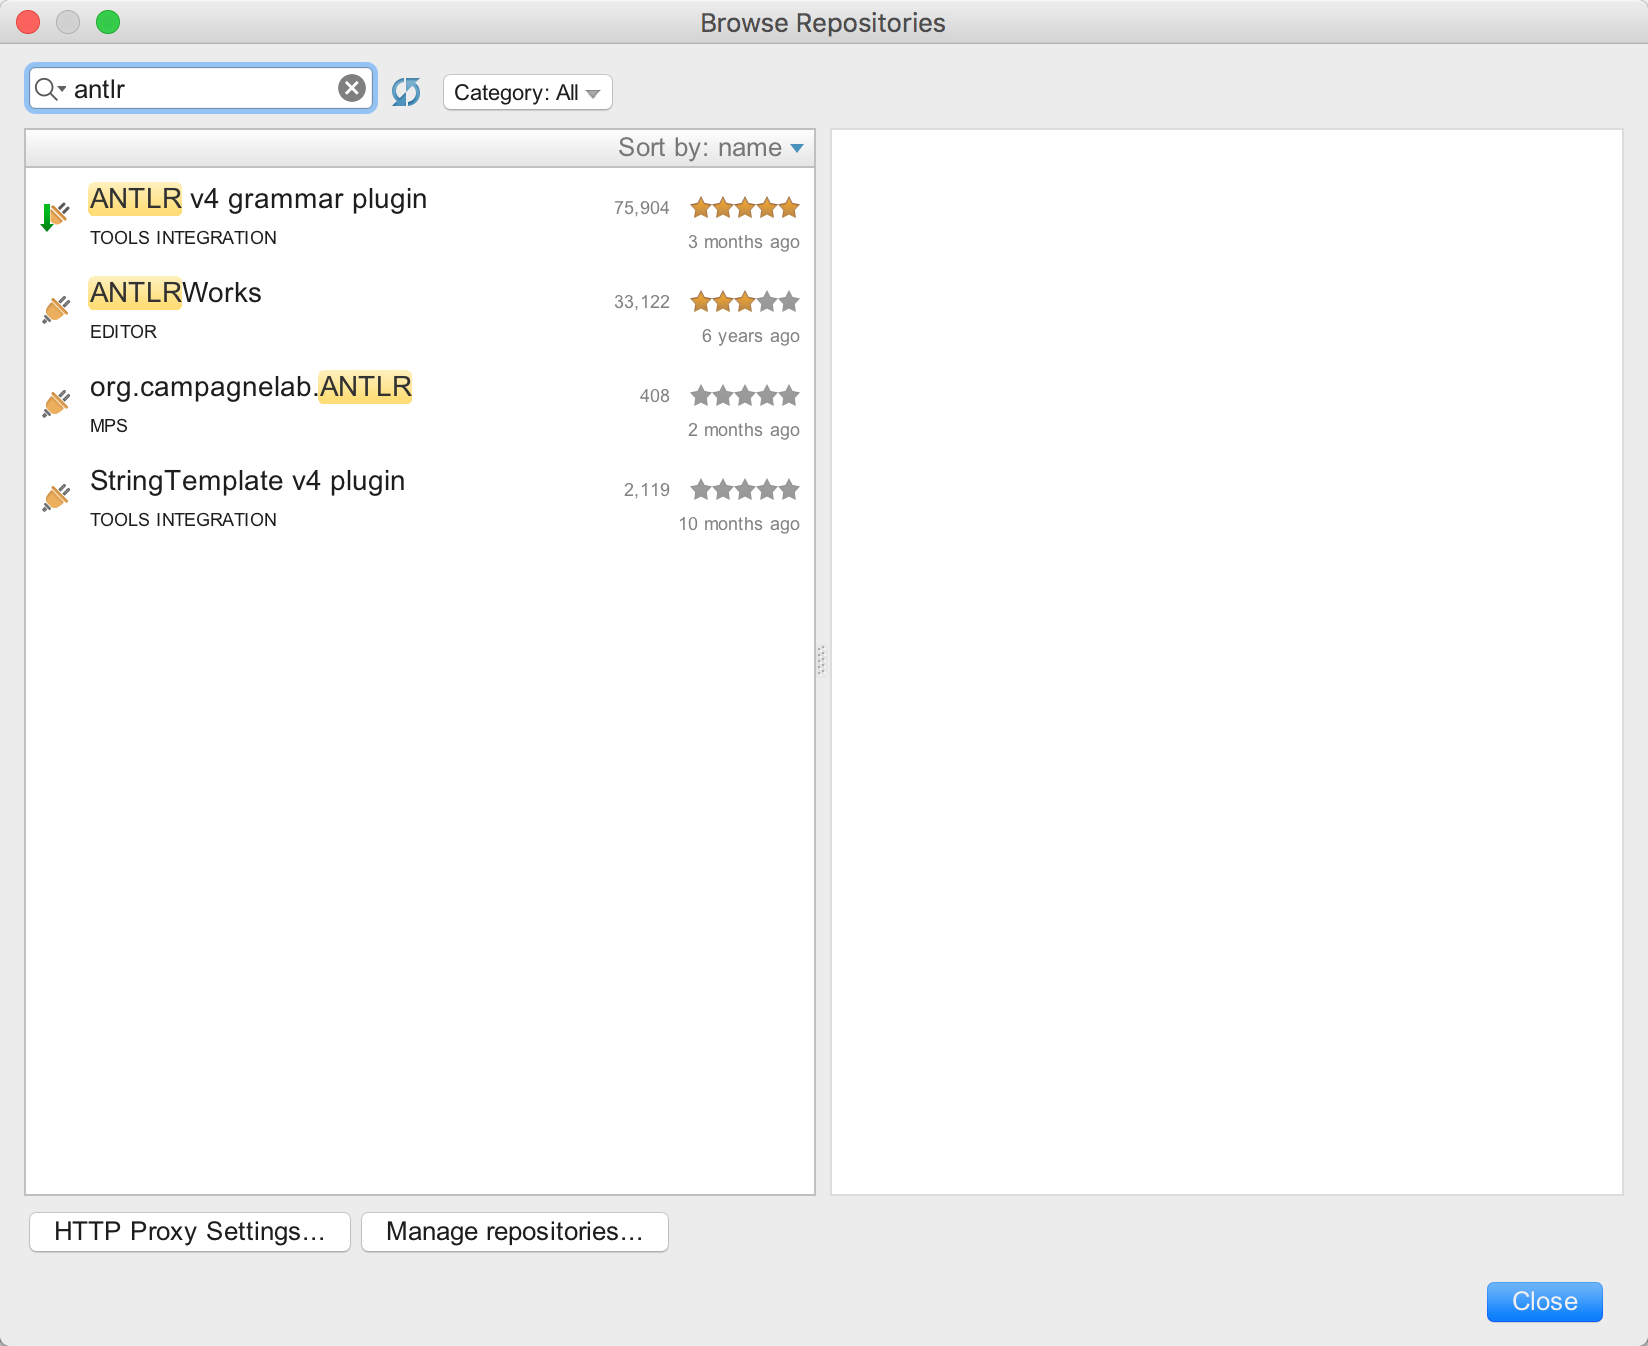 Browse Repositories
antlr
Category: All
Sort by: name
ANTLR v4 grammar plugin
75,904
TOOLS INTEGRATION
3 months ago
ANTLRWorks
33,122
EDITOR
6 years ago
org.campagnelab.ANTLR
408
MPS
2 months ago
StringTemplate v4 plugin
2,119
TOOLS INTEGRATION
10 months ago
HTTP Proxy Settings...
Manage repositories...
Close